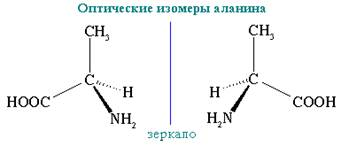 Оптические изомеры аланина
CH3 CH3
C H H C
HOOC COOH
NH2 H2N
зеркало